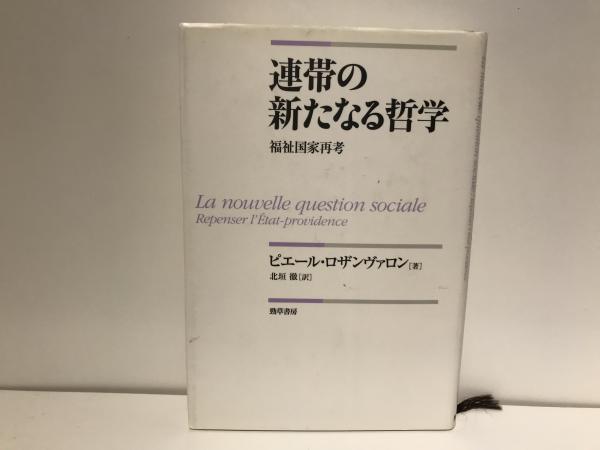 連帯の
新たなる哲学
福祉国家再考
La nouvelle question sociale
Repenser l'État-providence
ピエール・ロザンヴァロン[著]
北垣 徹[訳]
勁草書房